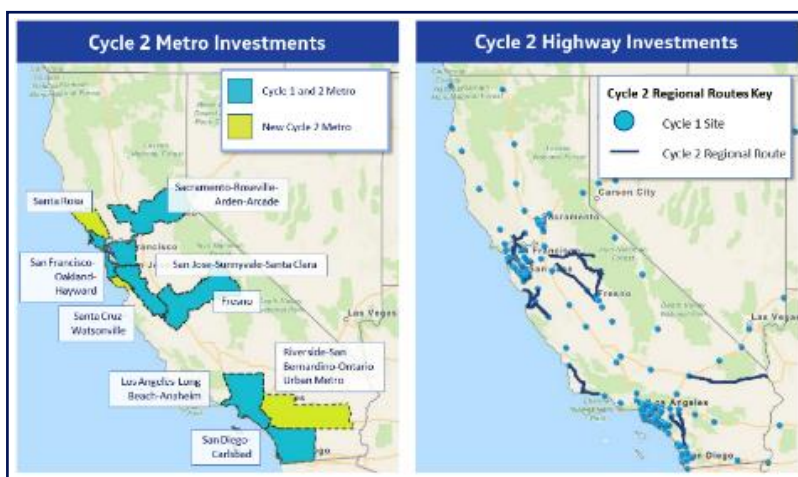 Cycle 2 Metro Investments
Cycle 1 and 2 Metro
New Cycle 2 Metro
Sacramento-Roseville-
Arden-Arcade
Santa Rosa
San Francisco-
Oakland-
Hayward
San Jose-Sunnyvale-Santa Clara
Santa Cruz
Watsonville
Fresno
Las Vegas
Riverside-San
Bernardino-Ontario
Urban Metro
Los Angeles-Long
Beach-Anaheim
San Diego-
Carlsbad
Cycle 2 Highway Investments
Cycle 2 Regional Routes Key
Cycle 1 Site
Cycle 2 Regional Route
Carson City
Sacramento
Francisco
San Jose
Fresno
Las Vegas
Los Angeles
San Diego